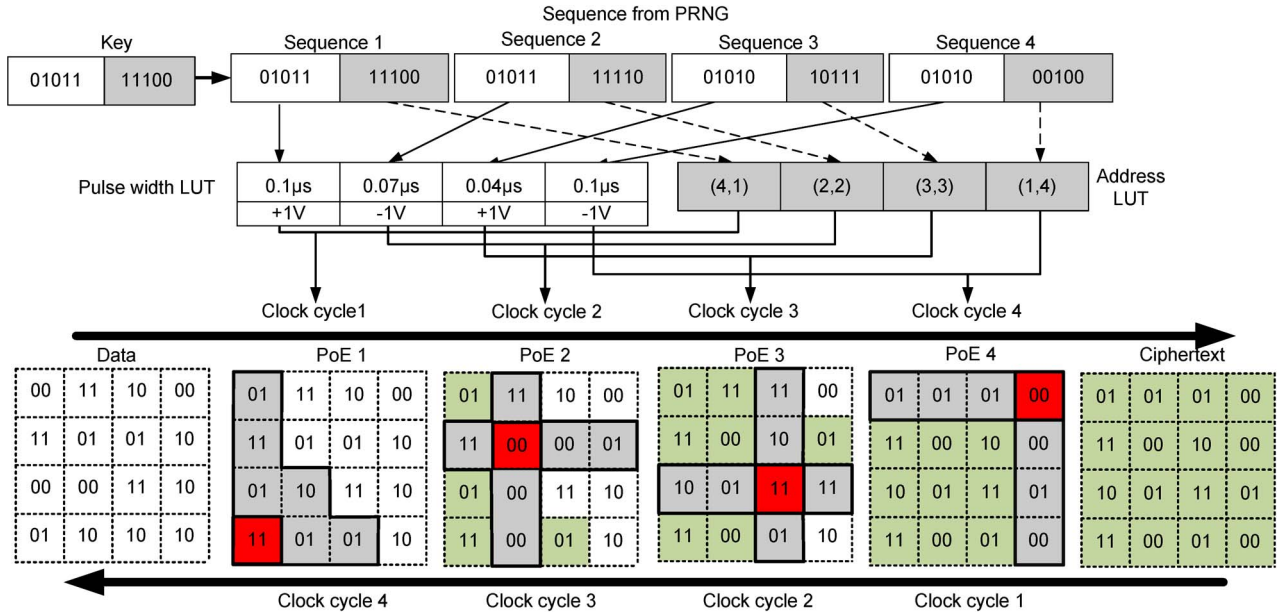 Sequence from PRNG
Key Sequence 1 Sequence 2 Sequence 3 Sequence 4
01011 11100 01011 11100 01011 11110 01010 10111 01010 00100
Pulse width LUT 0.1µs 0.07µs 0.04µs 0.1µs (4,1) (2,2) (3,3) (1,4) Address LUT
+1V -1V +1V -1V
Clock cycle1 Clock cycle 2 Clock cycle 3 Clock cycle 4
Data PoE 1 PoE 2 PoE 3 PoE 4 Ciphertext
00 11 10 00 01 11 10 00 01 11 10 00 01 11 11 00 01 01 01 00 01 01 01 00
11 01 01 10 11 01 01 10 11 00 00 01 11 00 10 01 11 00 10 00 11 00 10 00
00 00 11 10 01 10 11 10 01 00 11 10 10 01 11 11 10 01 11 01 10 01 11 01
01 10 10 10 11 01 01 10 11 00 01 10 11 00 01 10 11 00 01 00 11 00 01 00
Clock cycle 4 Clock cycle 3 Clock cycle 2 Clock cycle 1